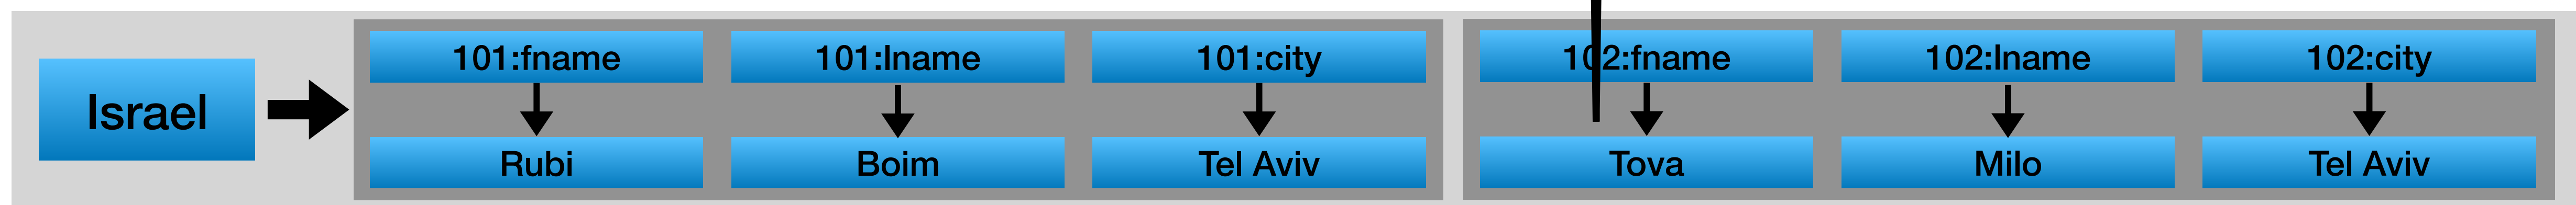 101:fname 101:lname 101:city 102:fname 102:lname 102:city
Israel
Rubi Boim Tel Aviv Tova Milo Tel Aviv